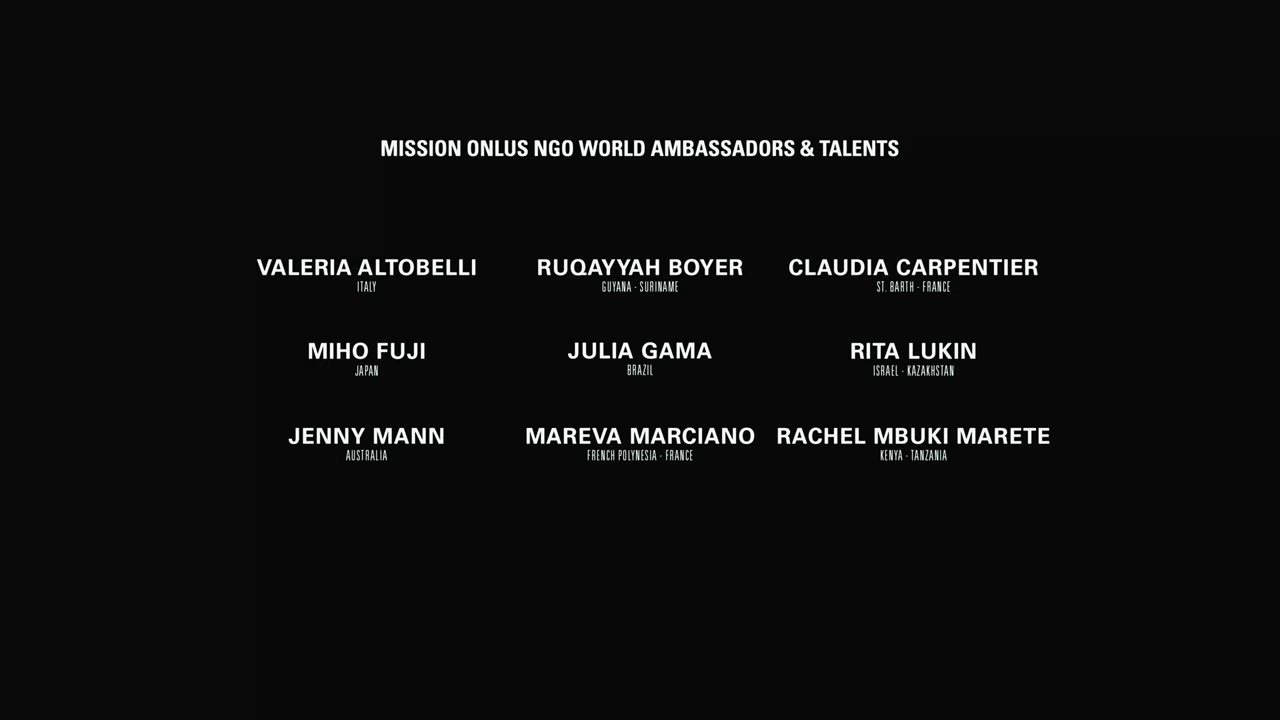 MISSION ONLUS NGO WORLD AMBASSADORS & TALENTS
VALERIA ALTOBELLI
ITALY
RUQAYYAH BOYER
GUYANA - SURINAME
CLAUDIA CARPENTIER
ST. BARTH - FRANCE
MIHO FUJI
JAPAN
JULIA GAMA
BRAZIL
RITA LUKIN
ISRAEL - KAZAKHSTAN
JENNY MANN
AUSTRALIA
MAREVA MARCIANO
FRENCH POLYNESIA - FRANCE
RACHEL MBUKI MARETE
KENYA - TANZANIA